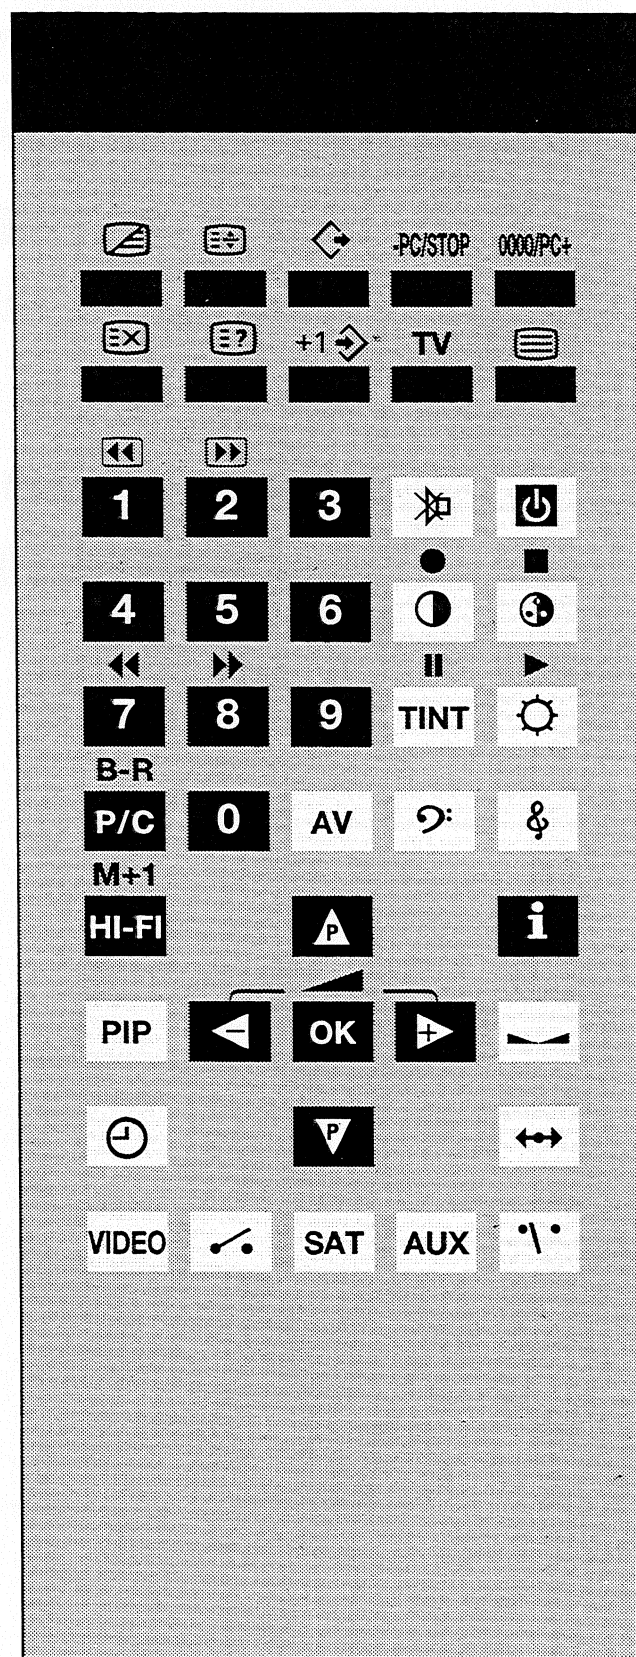 -PC/STOP 0000/PC+
? +1 TV
1 2 3
4 5 6
7 8 9 TINT
B-R
P/C 0 AV
M+1
HI-FI P i
PIP - OK +
P
VIDEO SAT AUX